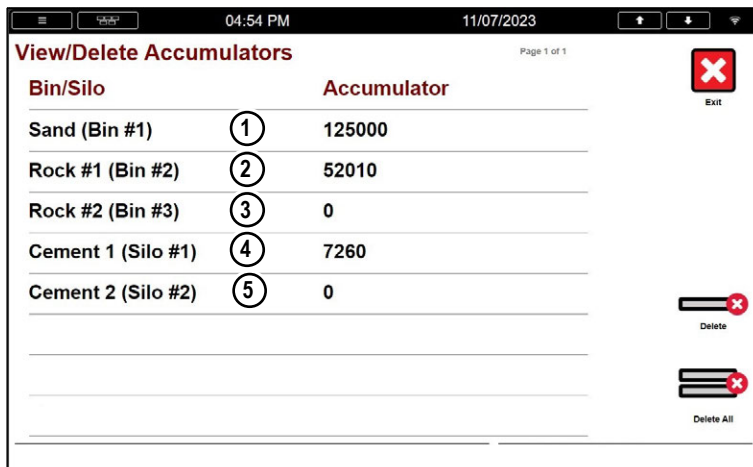 04:54 PM 11/07/2023
View/Delete Accumulators Page 1 of 1
Exit
Bin/Silo Accumulator
Sand (Bin #1) 1 125000
Rock #1 (Bin #2) 2 52010
Rock #2 (Bin #3) 3 0
Cement 1 (Silo #1) 4 7260
Cement 2 (Silo #2) 5 0
Delete
Delete All